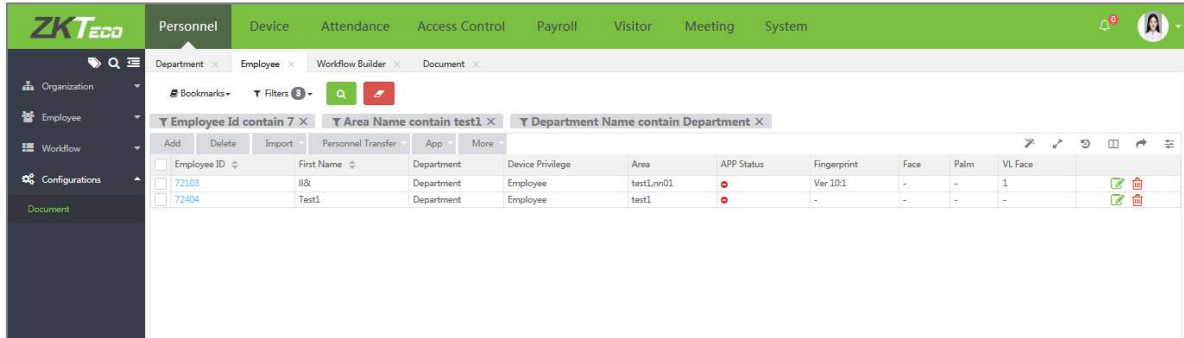 ZKTeco Personnel Device Attendance Access Control Payroll Visitor Meeting System 0
Department Employee Workflow Builder Document
Organization
Bookmarks Filters 3
Employee
Employee Id contain 7 Area Name contain test1 Department Name contain Department
Workflow
Add Delete Import Personnel Transfer App More
Employee ID First Name Department Device Privilege Area APP Status Fingerprint Face Palm VL Face
Configurations
72103 ll& Department Employee test1,nn01 Ver 10:1 - - 1
72404 Test1 Department Employee test1 - - - -
Document